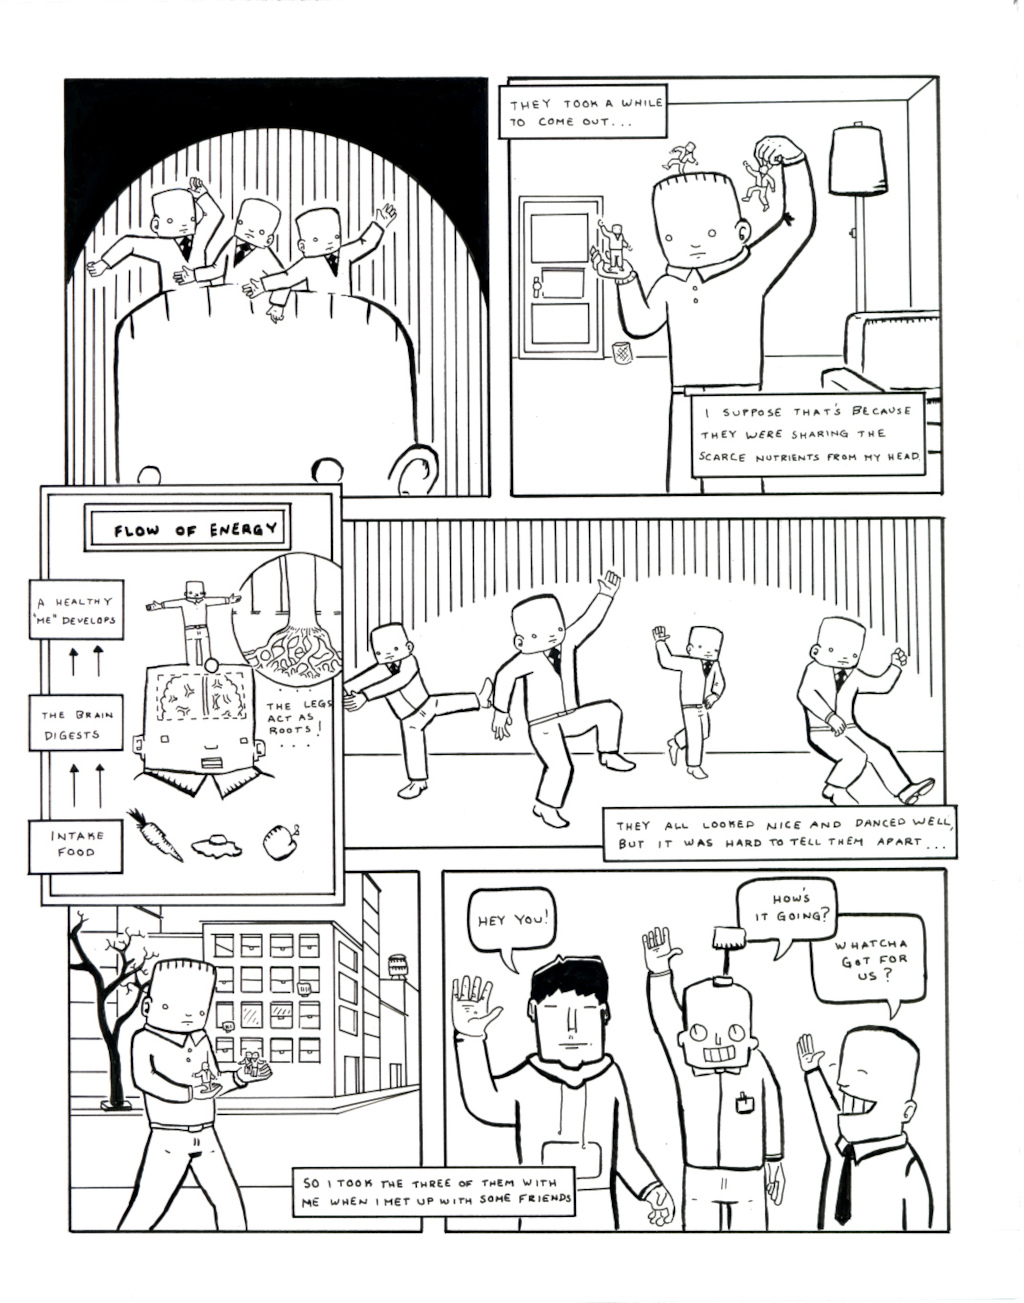 THEY TOOK A WHILE
TO COME OUT...
I SUPPOSE THAT'S BECAUSE
THEY WERE SHARING THE
SCARCE NUTRIENTS FROM MY HEAD.
FLOW OF ENERGY
A HEALTHY
"ME" DEVELOPS
THE BRAIN
DIGESTS
INTAKE
FOOD
THE LEGS
ACT AS
ROOTS!
....
THEY ALL LOOKED NICE AND DANCED WELL,
BUT IT WAS HARD TO TELL THEM APART...
SO I TOOK THE THREE OF THEM WITH
ME WHEN I MET UP WITH SOME FRIENDS
HEY YOU!
HOW'S
IT GOING?
WHATCHA
GOT FOR
US?